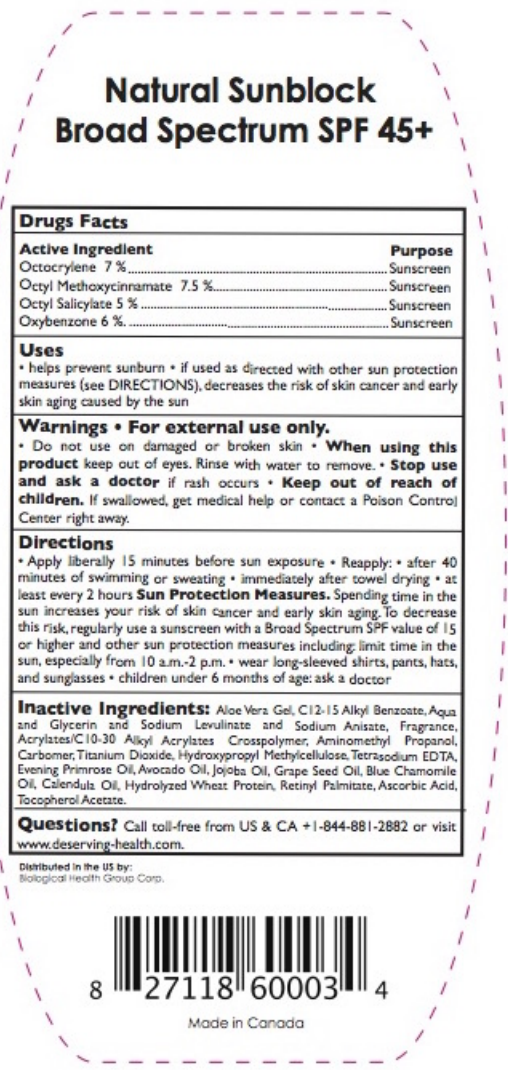 Natural Sunblock
Broad Spectrum SPF 45+
Drugs Facts
Active Ingredient Purpose
Octocrylene 7 %........................Sunscreen
Octyl Methoxycinnamate 7.5 %........................Sunscreen
Octyl Salicylate 5 % ........................Sunscreen
Oxybenzone 6 %. ........................Sunscreen
Uses
• helps prevent sunburn • if used as directed with other sun protection
measures (see DIRECTIONS), decreases the risk of skin cancer and early
skin aging caused by the sun
Warnings • For external use only.
• Do not use on damaged or broken skin • When using this
product keep out of eyes. Rinse with water to remove. • Stop use
and ask a doctor if rash occurs • Keep out of reach of
children. If swallowed, get medical help or contact a Poison Control
Center right away.
Directions
• Apply liberally 15 minutes before sun exposure • Reapply: • after 40
minutes of swimming or sweating • immediately after towel drying • at
least every 2 hours Sun Protection Measures. Spending time in the
sun increases your risk of skin cancer and early skin aging. To decrease
this risk, regularly use a sunscreen with a Broad Spectrum SPF value of 15
or higher and other sun protection measures including: limit time in the
sun, especially from 10 a.m.-2 p.m. • wear long-sleeved shirts, pants, hats,
and sunglasses • children under 6 months of age: ask a doctor
Inactive Ingredients: Aloe Vera Gel, C12-15 Alkyl Benzoate, Aqua
and Glycerin and Sodium Levulinate and Sodium Anisate, Fragrance,
Acrylates/C10-30 Alkyl Acrylates Crosspolymer, Aminomethyl Propanol,
Carbomer, Titanium Dioxide, Hydroxypropyl Methylcellulose, Tetrasodium EDTA,
Evening Primrose Oil, Avocado Oil, Jojoba Oil, Grape Seed Oil, Blue Chamomile
Oil, Calendula Oil, Hydrolyzed Wheat Protein, Retinyl Palmitate, Ascorbic Acid,
Tocopherol Acetate.
Questions? Call toll-free from US & CA +1-844-881-2882 or visit
www.deserving-health.com.
Distributed in the US by:
Biological Health Group Corp.
8 27118 60003 4
Made in Canada